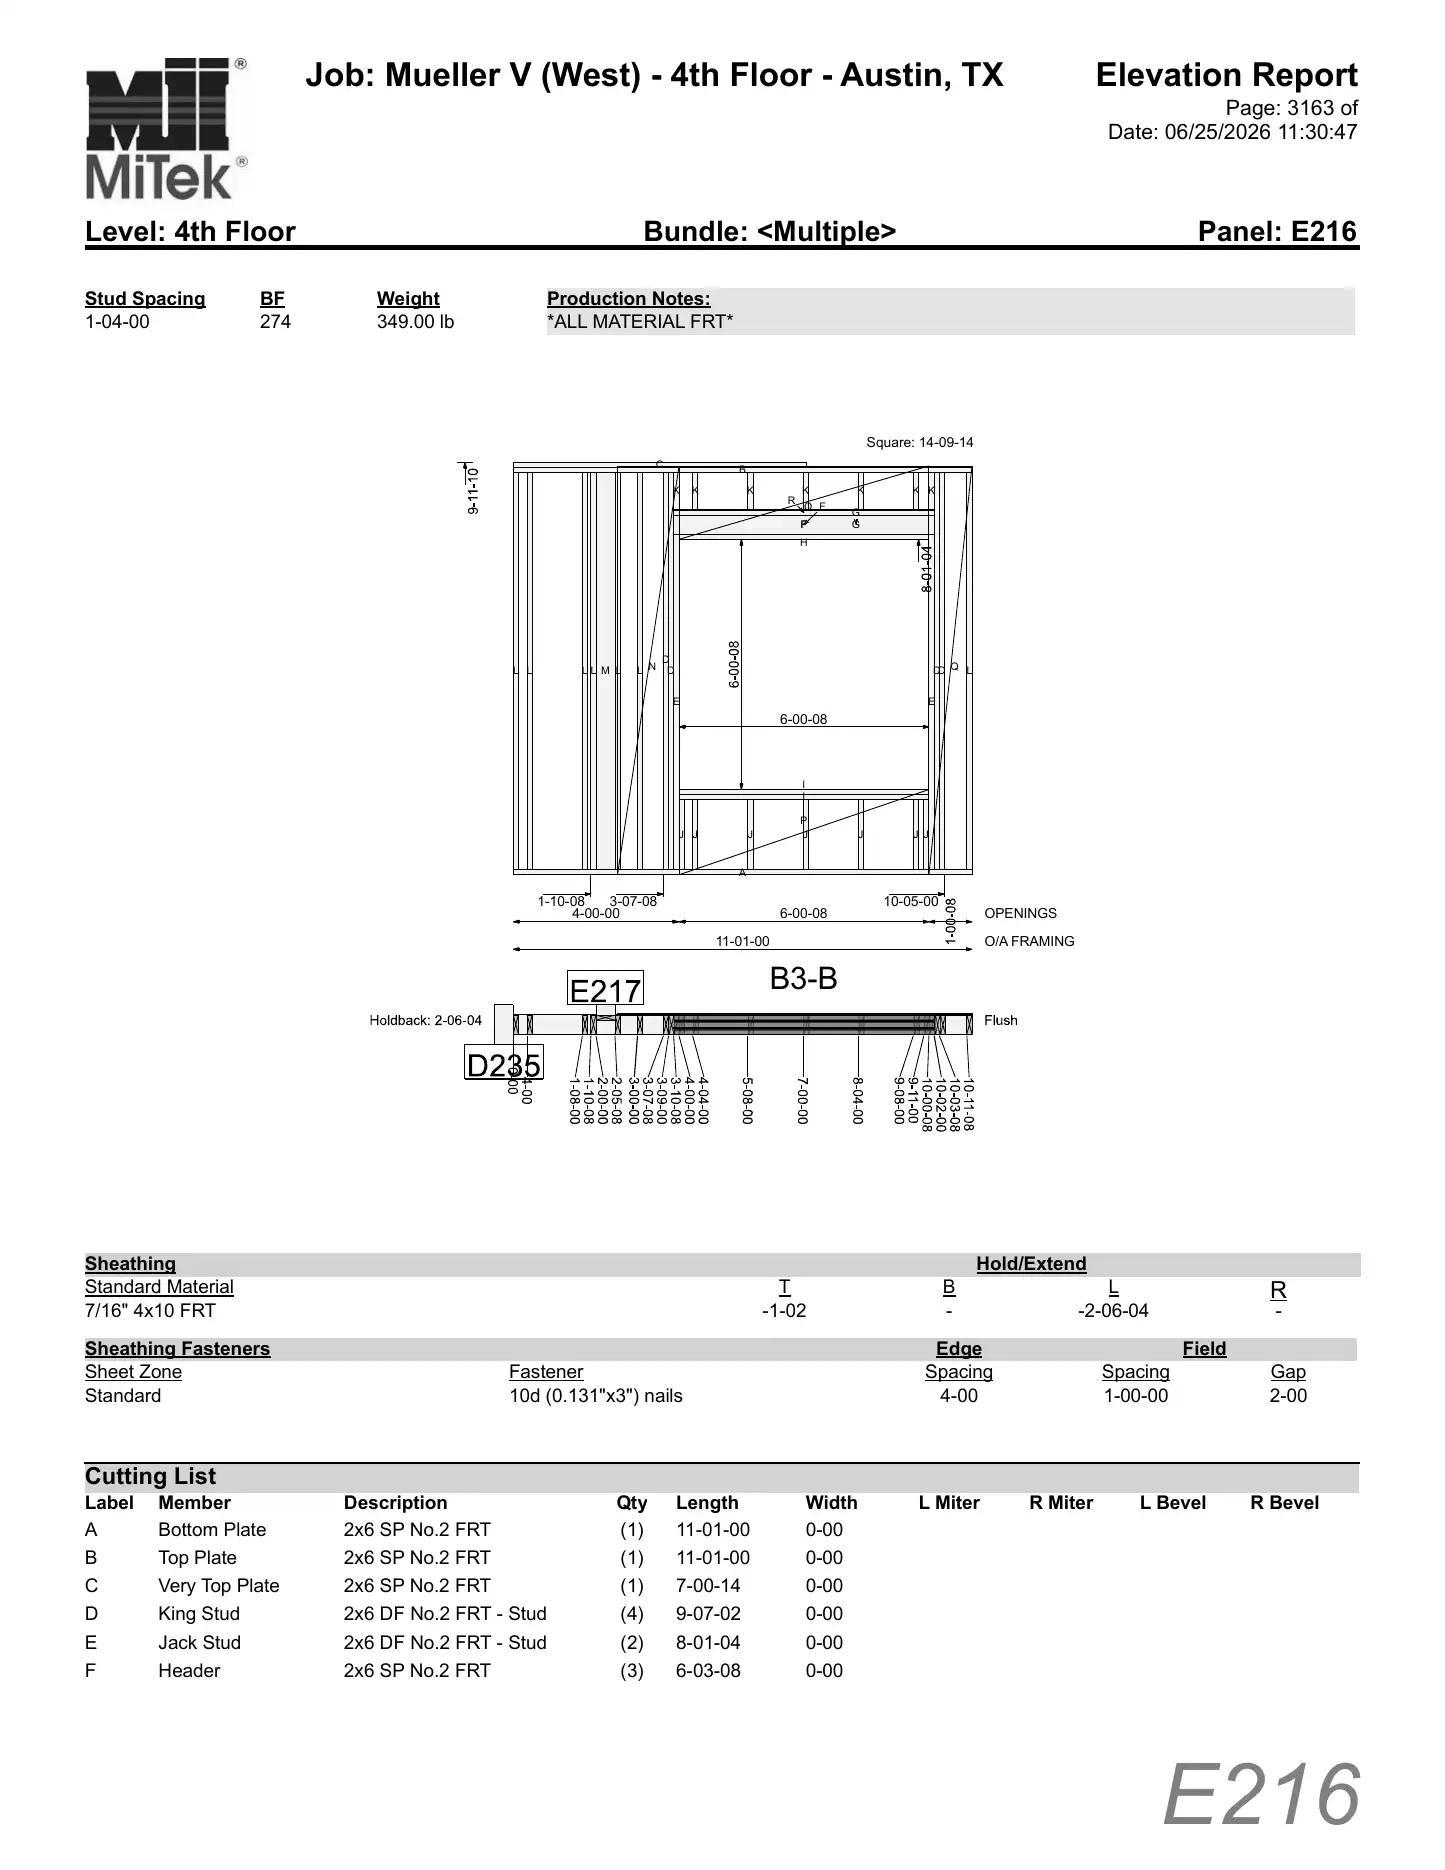 Job: Mueller V (West) - 4th Floor - Austin, TX
Elevation Report
Page: 3163 of
Date: 06/25/2026 11:30:47
MiTek®
Level: 4th Floor Bundle: <Multiple> Panel: E216
Stud Spacing BF Weight Production Notes:
1-04-00 274 349.00 lb *ALL MATERIAL FRT*
Square: 14-09-14
9-11-10
C B
K K K K K K K
R O F G
F G
H
8-01-04
6-00-08
L L L L M L L N D D D D Q L
E E
6-00-08
I
P
J J J J J J J
A
1-10-08 3-07-08 10-05-00
4-00-00 6-00-08 1-00-08 OPENINGS
11-01-00 O/A FRAMING
E217 B3-B
Holdback: 2-06-04 Flush
D235
0-00 4-00 1-08-00 1-10-08 2-00-00 2-05-08 3-00-00 3-07-08 3-09-00 3-10-08 4-00-00 4-04-00 5-08-00 7-00-00 8-04-00 9-08-00 9-11-00 10-00-08 10-02-00 10-03-08 10-11-08
Sheathing Hold/Extend
Standard Material T B L R
7/16" 4x10 FRT -1-02 - -2-06-04 -
Sheathing Fasteners Edge Field
Sheet Zone Fastener Spacing Spacing Gap
Standard 10d (0.131"x3") nails 4-00 1-00-00 2-00
Cutting List
Label Member Description Qty Length Width L Miter R Miter L Bevel R Bevel
A Bottom Plate 2x6 SP No.2 FRT (1) 11-01-00 0-00
B Top Plate 2x6 SP No.2 FRT (1) 11-01-00 0-00
C Very Top Plate 2x6 SP No.2 FRT (1) 7-00-14 0-00
D King Stud 2x6 DF No.2 FRT - Stud (4) 9-07-02 0-00
E Jack Stud 2x6 DF No.2 FRT - Stud (2) 8-01-04 0-00
F Header 2x6 SP No.2 FRT (3) 6-03-08 0-00
E216